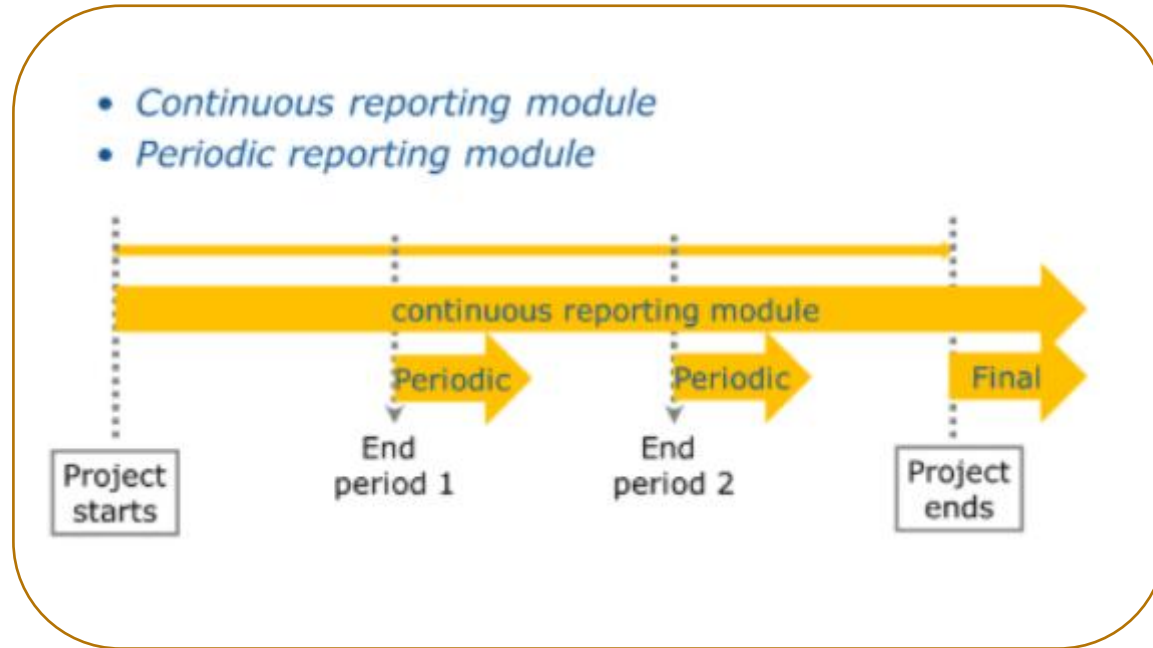 • Continuous reporting module
• Periodic reporting module
continuous reporting module
Periodic
Periodic
Final
End
period 1
End
period 2
Project
starts
Project
ends